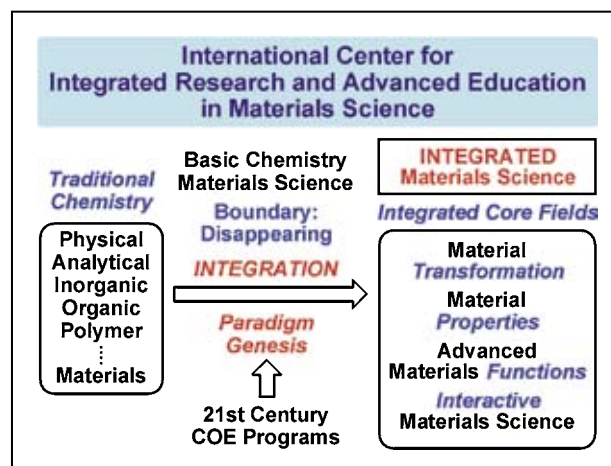 International Center for
Integrated Research and Advanced Education
in Materials Science
Traditional
Chemistry
Physical
Analytical
Inorganic
Organic
Polymer
Materials
Basic Chemistry
Materials Science
Boundary:
Disappearing
INTEGRATION
Paradigm
Genesis
21st Century
COE Programs
INTEGRATED
Materials Science
Integrated Core Fields
Material
Transformation
Material
Properties
Advanced
Materials Functions
Interactive
Materials Science